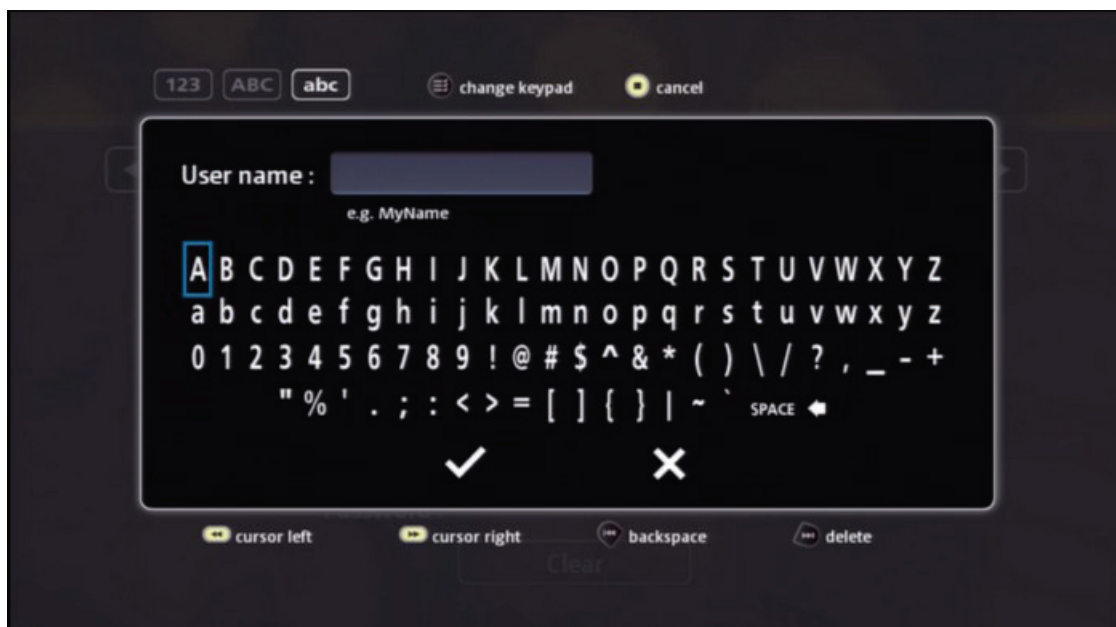 123 ABC abc change keypad cancel
User name :
e.g. MyName
A B C D E F G H I J K L M N O P Q R S T U V W X Y Z
a b c d e f g h i j k l m n o p q r s t u v w x y z
0 1 2 3 4 5 6 7 8 9 ! @ # $ ^ & * ( ) \ / ? , _ - +
" % ' . ; : < > = [ ] { } | ~ ` SPACE
cursor left cursor right backspace delete
Clear